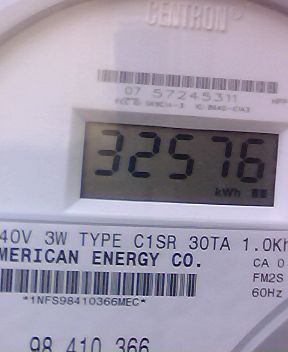 CENTRON®
07 57245311
32576
kWh
40V 3W TYPE C1SR 30TA 1.0Kh
MERICAN ENERGY CO.
CA 0
FM2S
60Hz
*1NFS98410366MEC*
98 410 366